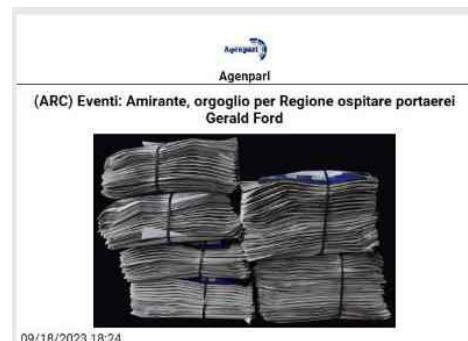 Agenparl
Agenparl
(ARC) Eventi: Amirante, orgoglio per Regione ospitare portaerei
Gerald Ford
09/18/2023 18:24